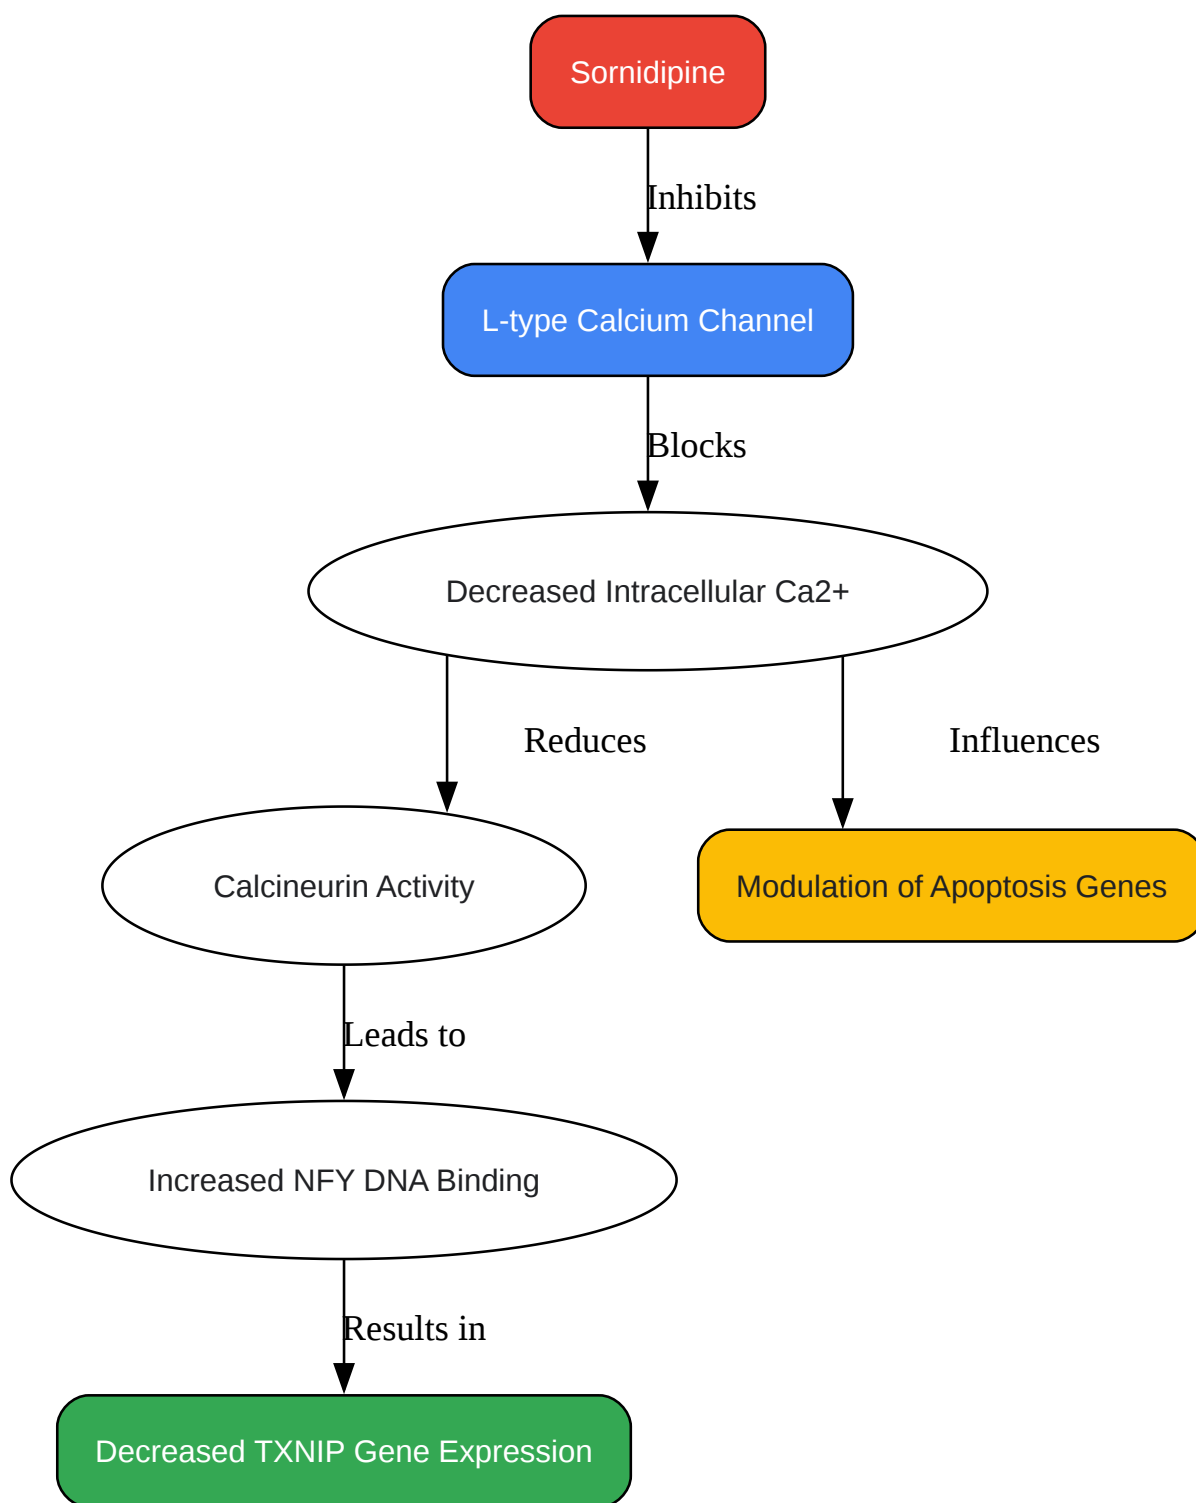 Sornidipine
Inhibits
L-type Calcium Channel
Blocks
Decreased Intracellular Ca2+
Reduces
Influences
Calcineurin Activity
Modulation of Apoptosis Genes
Leads to
Increased NFY DNA Binding
Results in
Decreased TXNIP Gene Expression